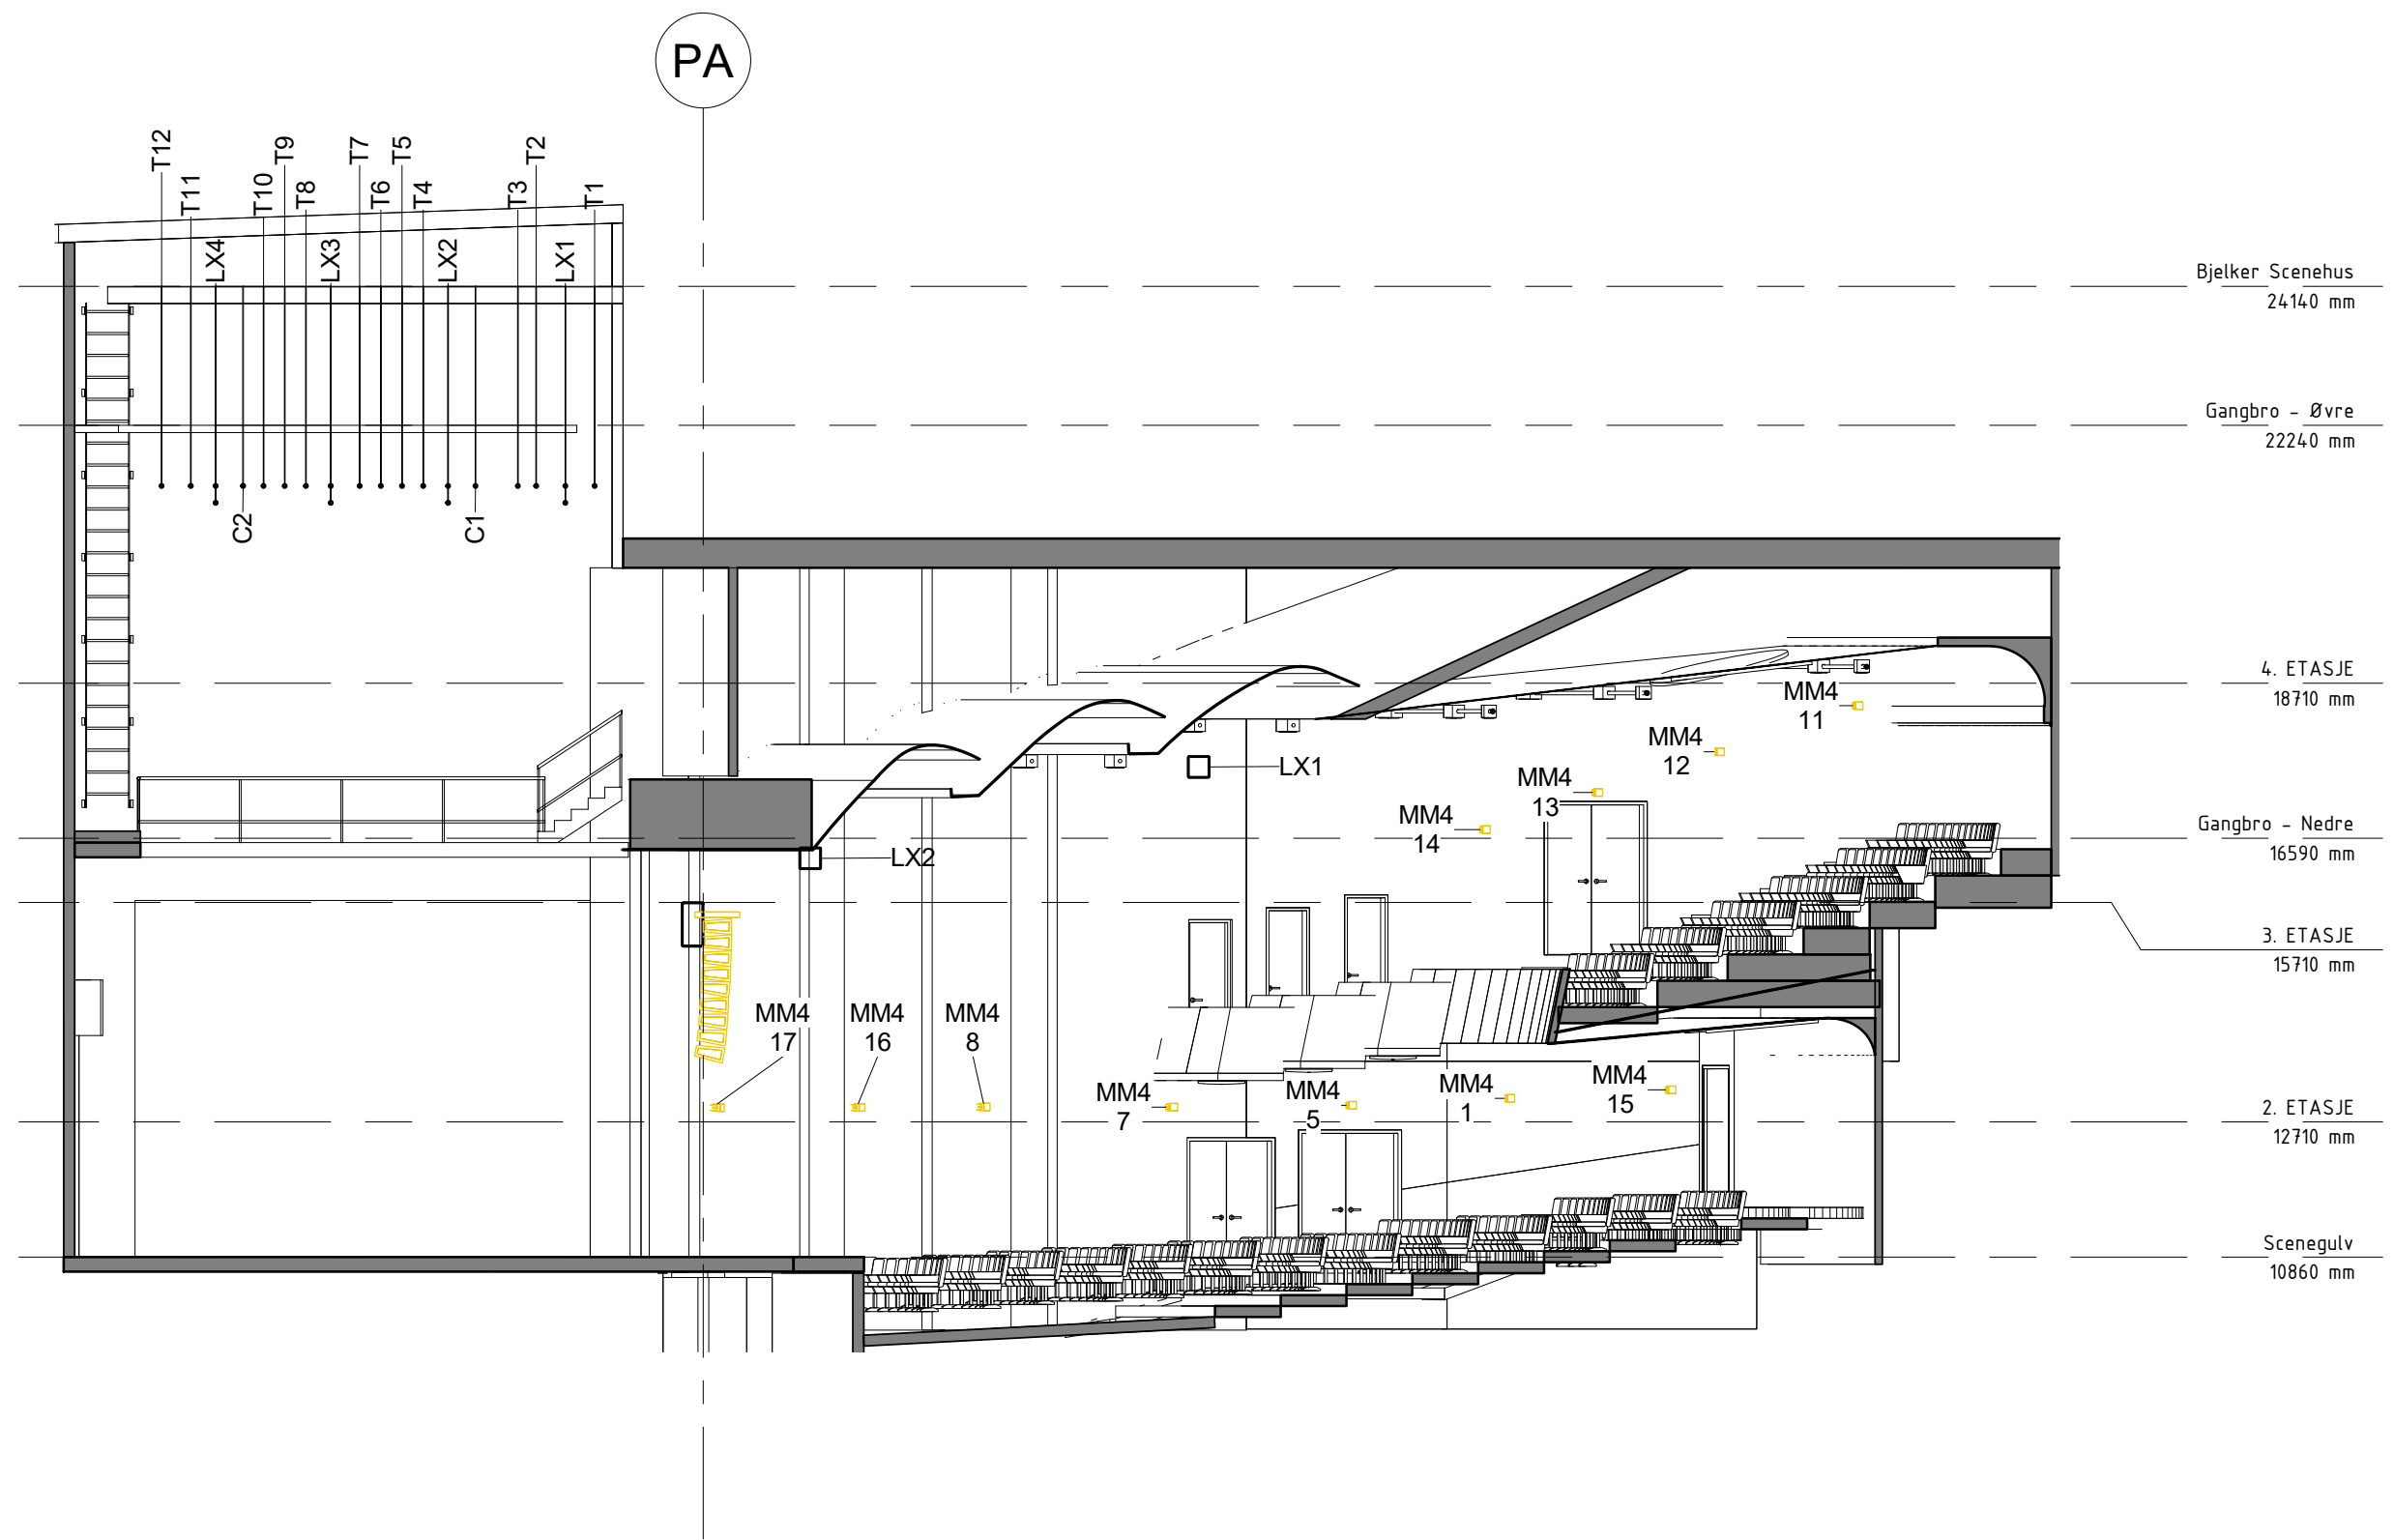 PA
T12
T11
T10
T9
T8
T7
T6
T5
T4
T3
T2
T1
LX4
LX3
LX2
LX1
C2
C1
Bjelker Scenehus
24140 mm
Gangbro - Øvre
22240 mm
4. ETASJE
18710 mm
MM4
11
MM4
12
LX1
MM4
13
MM4
14
Gangbro - Nedre
16590 mm
LX2
3. ETASJE
15710 mm
MM4
17
MM4
16
MM4
8
MM4
7
MM4
5
MM4
1
MM4
15
2. ETASJE
12710 mm
Scenegulv
10860 mm